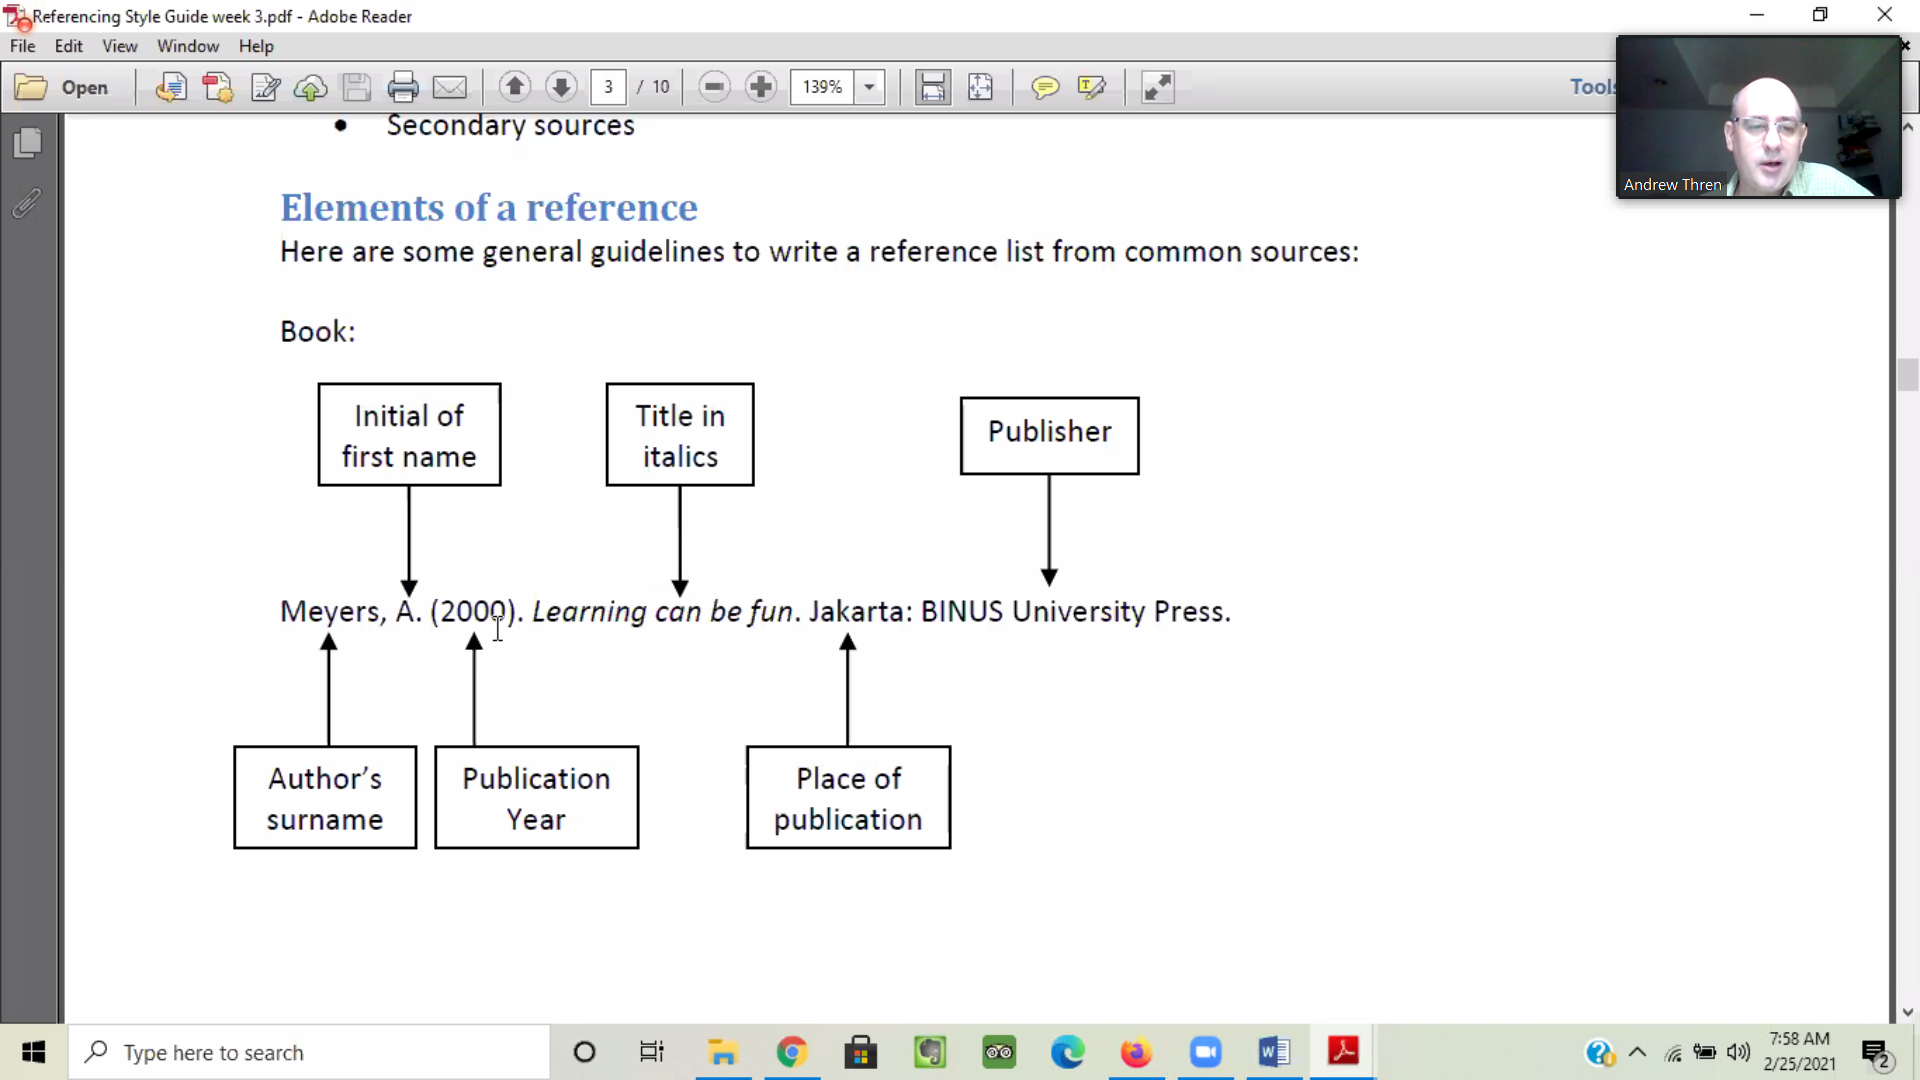 Referencing Style Guide week 3.pdf - Adobe Reader
File Edit View Window Help
Open 3 / 10 139% Tools
Andrew Thren
• Secondary sources
Elements of a reference
Here are some general guidelines to write a reference list from common sources:
Book:
Initial of
first name
Title in
italics
Publisher
Meyers, A. (2000). Learning can be fun. Jakarta: BINUS University Press.
Author’s
surname
Publication
Year
Place of
publication
Type here to search
7:58 AM
2/25/2021
2